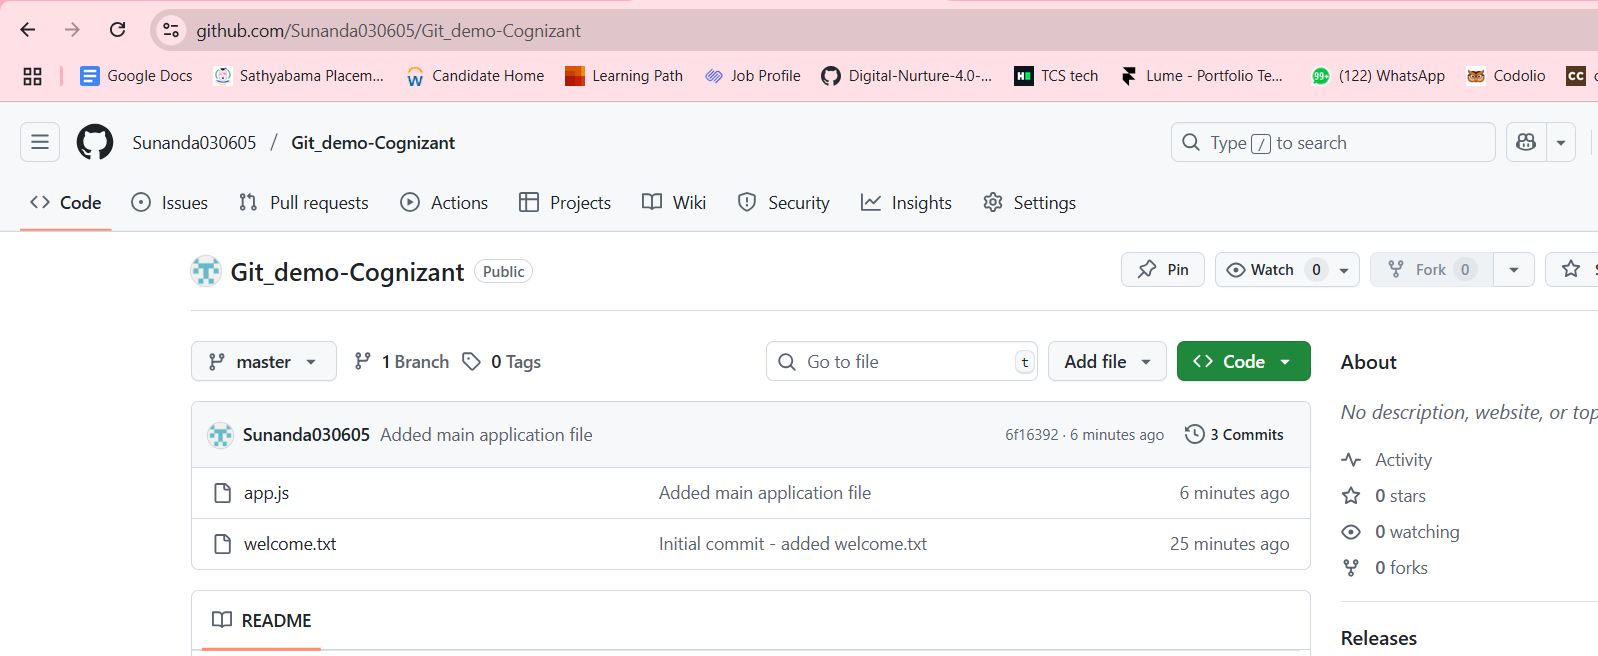 github.com/Sunanda030605/Git_demo-Cognizant
Google Docs Sathyabama Placem... Candidate Home Learning Path Job Profile Digital-Nurture-4.0-... TCS tech Lume - Portfolio Te... 99+ (122) WhatsApp Codolio CC
Sunanda030605 / Git_demo-Cognizant Type / to search
Code Issues Pull requests Actions Projects Wiki Security Insights Settings
Git_demo-Cognizant Public Pin Watch 0 Fork 0
master 1 Branch 0 Tags Go to file t Add file Code About
No description, website, or top
Sunanda030605 Added main application file 6f16392 · 6 minutes ago 3 Commits
Activity
app.js Added main application file 6 minutes ago
0 stars
0 watching
welcome.txt Initial commit - added welcome.txt 25 minutes ago
0 forks
README
Releases